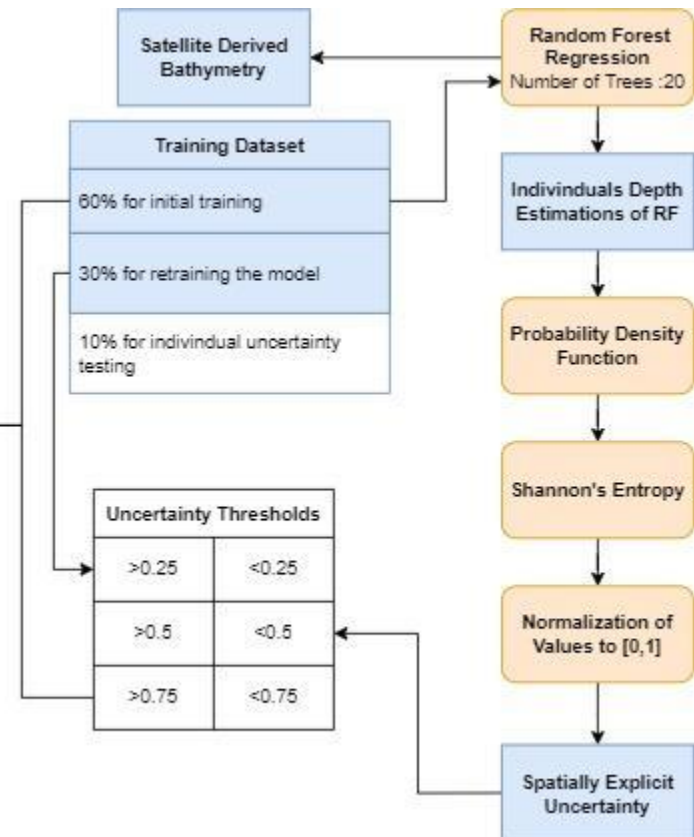 Satellite Derived
Bathymetry
Random Forest
Regression
Number of Trees :20
Training Dataset
60% for initial training
30% for retraining the model
10% for indivindual uncertainty
testing
Indivinduals Depth
Estimations of RF
Probability Density
Function
Shannon's Entropy
Uncertainty Thresholds
>0.25 <0.25
>0.5 <0.5
>0.75 <0.75
Normalization of
Values to [0,1]
Spatially Explicit
Uncertainty